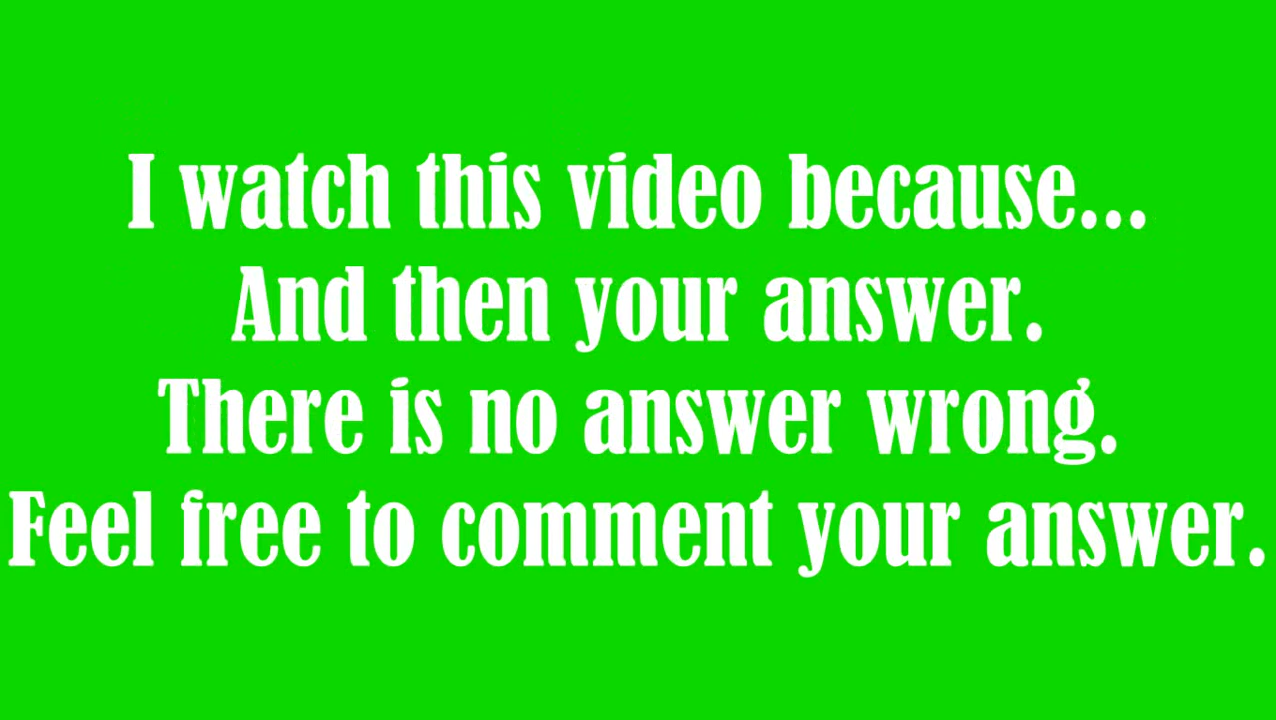 I watch this video because...
And then your answer.
There is no answer wrong.
Feel free to comment your answer.